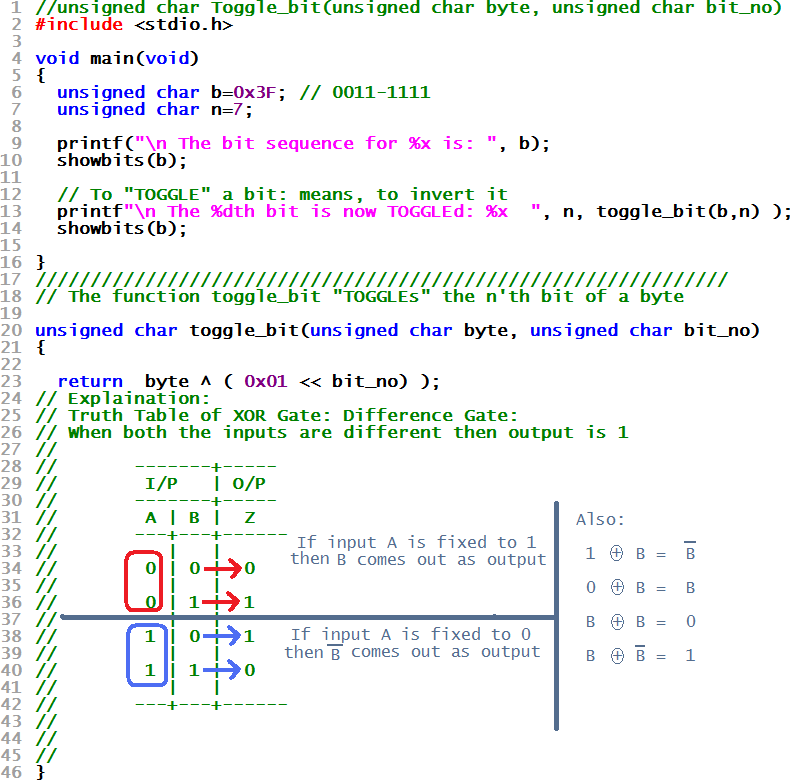 1 //unsigned char Toggle_bit(unsigned char byte, unsigned char bit_no)
2 #include <stdio.h>
3
4 void main(void)
5 {
6 unsigned char b=0x3F; // 0011-1111
7 unsigned char n=7;
8
9 printf("\n The bit sequence for %x is: ", b);
10 showbits(b);
11
12 // To "TOGGLE" a bit: means, to invert it
13 printf"\n The %dth bit is now TOGGLEd: %x  ", n, toggle_bit(b,n) );
14 showbits(b);
15
16 }
17 ///////////////////////////////////////////////////////////////
18 // The function toggle_bit "TOGGLEs" the n'th bit of a byte
19
20 unsigned char toggle_bit(unsigned char byte, unsigned char bit_no)
21 {
22
23 return  byte ^ ( 0x01 << bit_no) );
24 // Explaination:
25 // Truth Table of XOR Gate: Difference Gate:
26 // When both the inputs are different then output is 1
27 //
28 // -------+-----
29 // I/P | O/P
30 // -------+-----
31 // A | B | Z
32 // ---+---+------
33 // | |
34 // 0 | 0 → 0
35 // | |
36 // 0 | 1 → 1
37 //
38 // 1 | 0 → 1
39 // | |
40 // 1 | 1 → 0
41 // | |
42 // ---+---+------
43 //
44 //
45 //
46 }
If input A is fixed to 1
then B comes out as output
If input A is fixed to 0
then B̅ comes out as output
Also:
1 ⊕ B = B̅
0 ⊕ B = B
B ⊕ B = 0
B ⊕ B̅ = 1